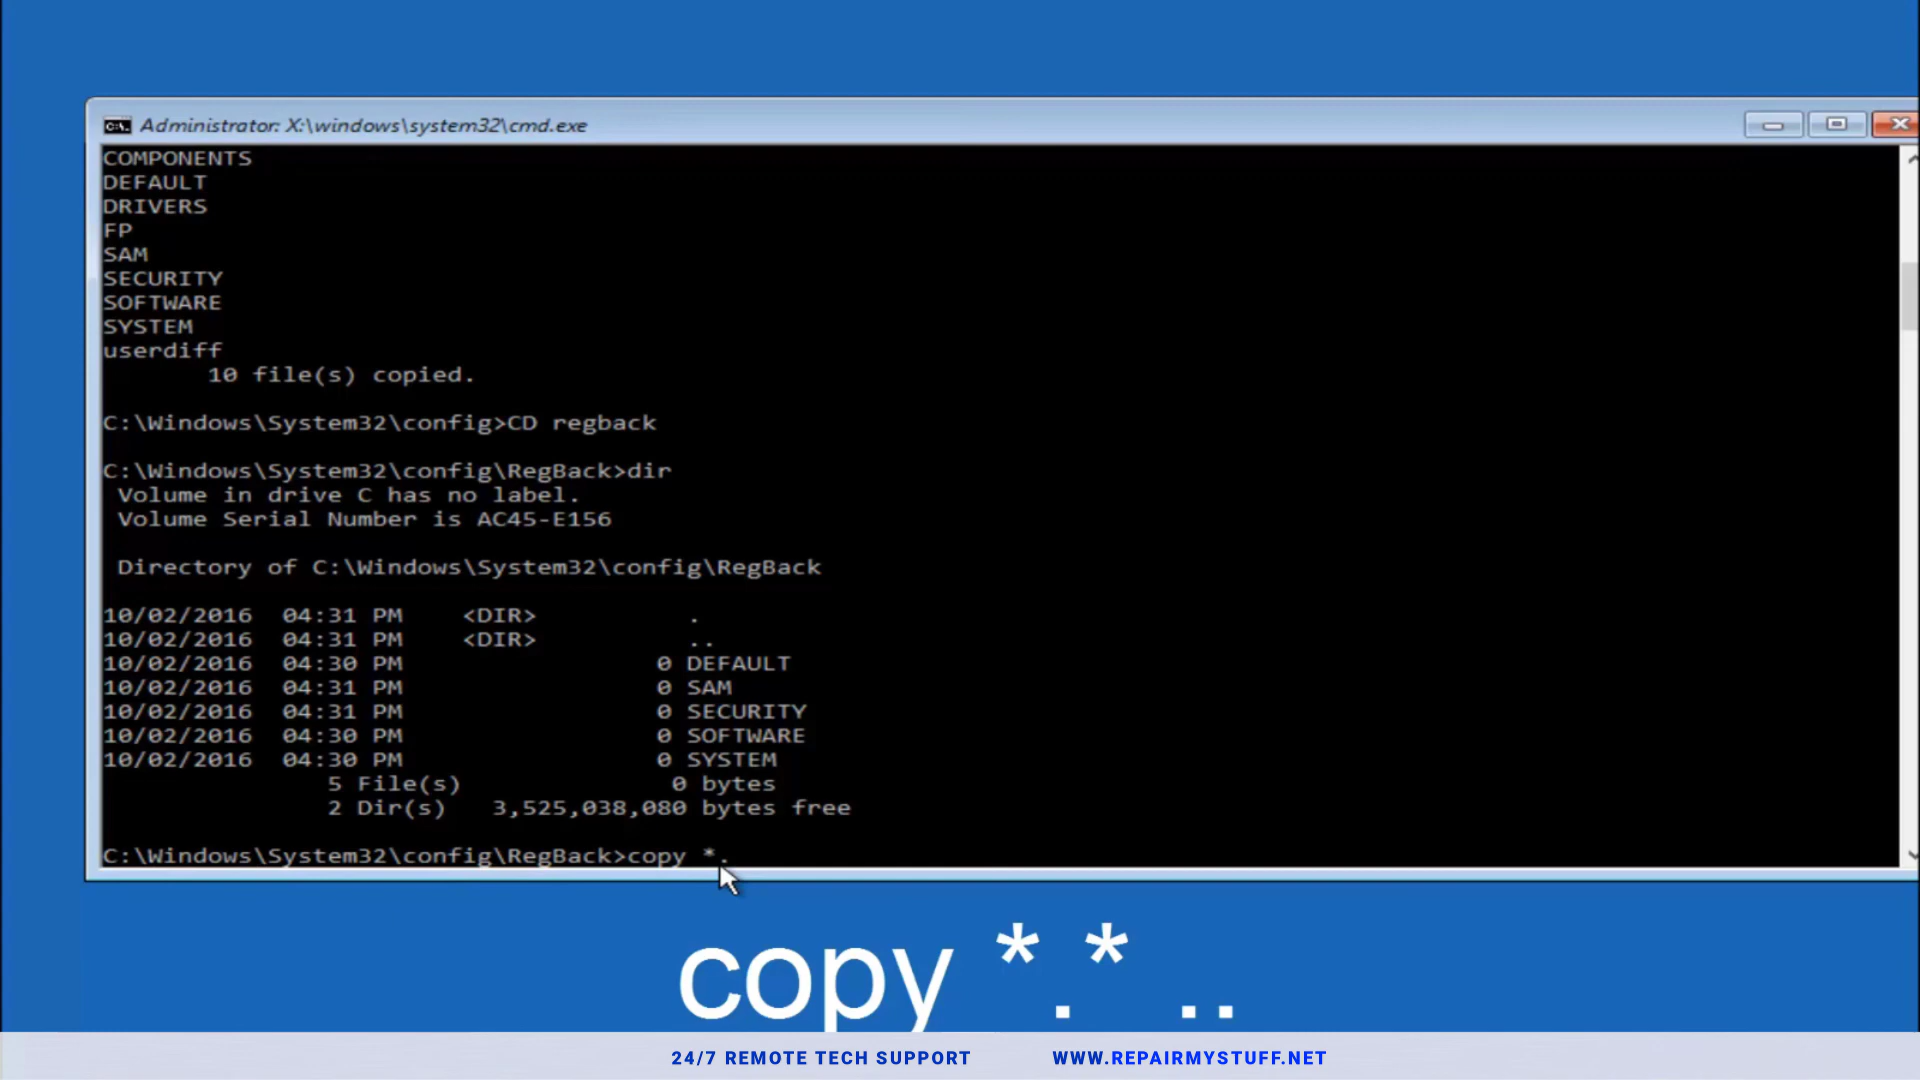 Administrator: X:\windows\system32\cmd.exe
COMPONENTS
DEFAULT
DRIVERS
FP
SAM
SECURITY
SOFTWARE
SYSTEM
userdiff
10 file(s) copied.
C:\Windows\System32\config>CD regback
C:\Windows\System32\config\RegBack>dir
Volume in drive C has no label.
Volume Serial Number is AC45-E156
Directory of C:\Windows\System32\config\RegBack
10/02/2016 04:31 PM <DIR> .
10/02/2016 04:31 PM <DIR> ..
10/02/2016 04:30 PM 0 DEFAULT
10/02/2016 04:31 PM 0 SAM
10/02/2016 04:31 PM 0 SECURITY
10/02/2016 04:30 PM 0 SOFTWARE
10/02/2016 04:30 PM 0 SYSTEM
5 File(s) 0 bytes
2 Dir(s) 3,525,038,080 bytes free
C:\Windows\System32\config\RegBack>copy *.
copy *.* ..
24/7 REMOTE TECH SUPPORT WWW.REPAIRMYSTUFF.NET